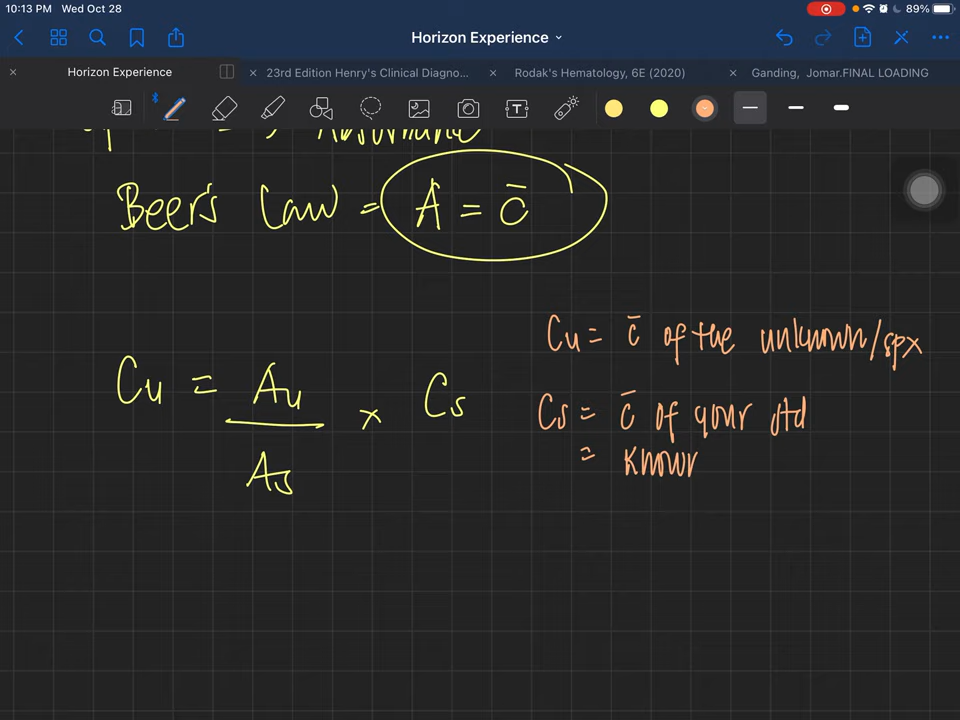 10:13 PM Wed Oct 28
89%
Horizon Experience
Horizon Experience
23rd Edition Henry's Clinical Diagno...
Rodak's Hematology, 6E (2020)
Ganding, Jomar.FINAL LOADING
Beer's Law = A = c̄
Cu = c̄ of the unknown/spx
Cu = Au / As × Cs
Cs = c̄ of your std
= known